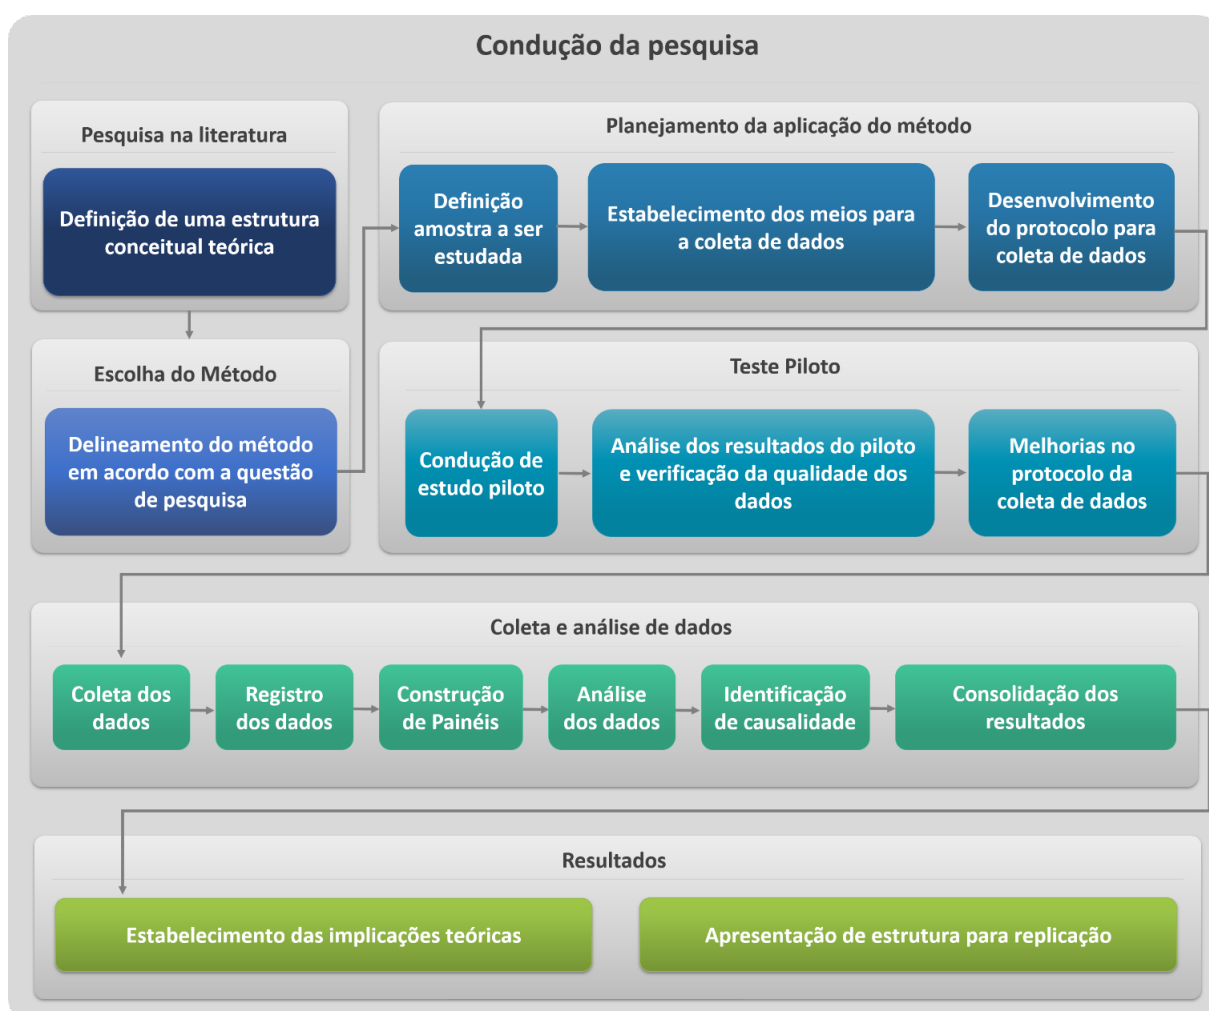 Condução da pesquisa
Pesquisa na literatura
Definição de uma estrutura
conceitual teórica
Escolha do Método
Delineamento do método
em acordo com a questão
de pesquisa
Planejamento da aplicação do método
Definição
amostra a ser
estudada
Estabelecimento dos meios para
a coleta de dados
Desenvolvimento
do protocolo para
coleta de dados
Teste Piloto
Condução de
estudo piloto
Análise dos resultados do piloto
e verificação da qualidade dos
dados
Melhorias no
protocolo da
coleta de dados
Coleta e análise de dados
Coleta dos
dados
Registro
dos dados
Construção
de Painéis
Análise
dos dados
Identificação
de causalidade
Consolidação dos
resultados
Resultados
Estabelecimento das implicações teóricas
Apresentação de estrutura para replicação